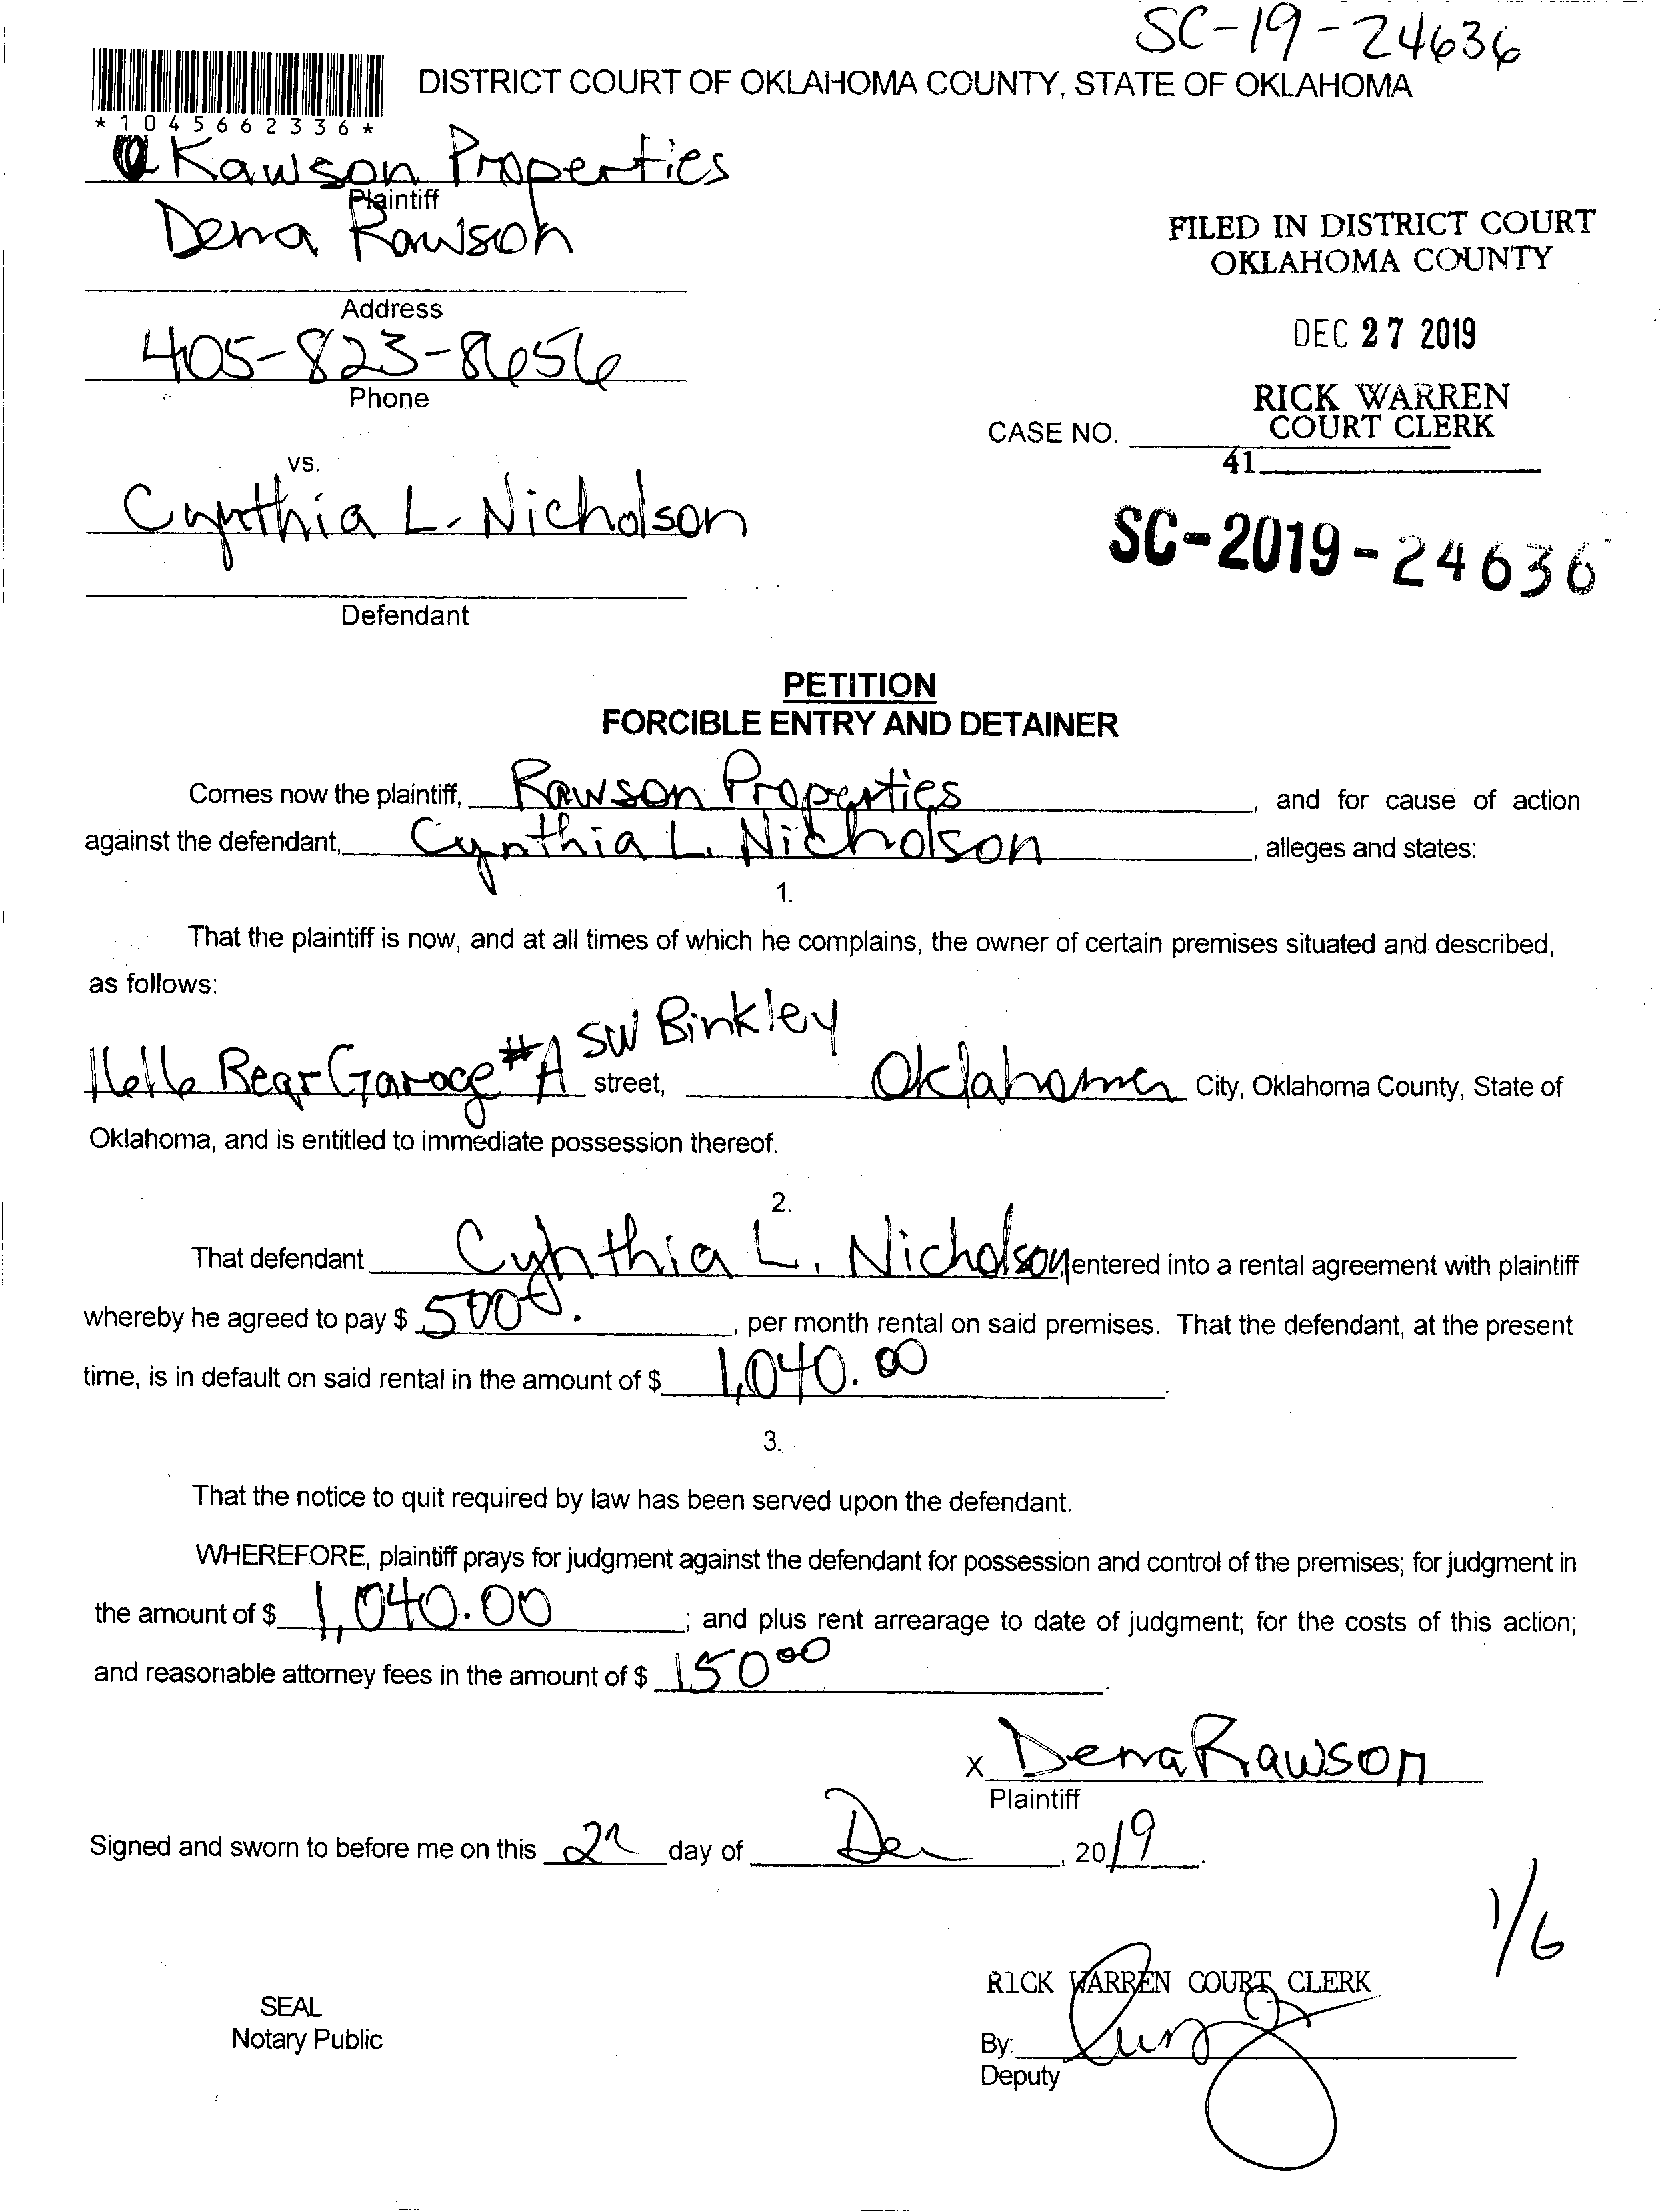 SC-19-24636
DISTRICT COURT OF OKLAHOMA COUNTY, STATE OF OKLAHOMA
*1045662336*
Rawson Properties
Plaintiff
Dena Rawson
Address
405-823-8656
Phone
FILED IN DISTRICT COURT
OKLAHOMA COUNTY
DEC 27 2019
RICK WARREN
COURT CLERK
CASE NO.
41
vs.
Cynthia L. Nicholson
SC-2019-24636
Defendant
PETITION
FORCIBLE ENTRY AND DETAINER
Comes now the plaintiff, Rawson Properties, and for cause of action
against the defendant, Cynthia L. Nicholson, alleges and states:
1.
That the plaintiff is now, and at all times of which he complains, the owner of certain premises situated and described,
as follows:
SW Binkley
Rear Garage #A street, Oklahoma City, Oklahoma County, State of
Oklahoma, and is entitled to immediate possession thereof.
2.
That defendant Cynthia L. Nicholson entered into a rental agreement with plaintiff
whereby he agreed to pay $ 500, per month rental on said premises. That the defendant, at the present
time, is in default on said rental in the amount of $ 1,040.00.
3.
That the notice to quit required by law has been served upon the defendant.
WHEREFORE, plaintiff prays for judgment against the defendant for possession and control of the premises; for judgment in
the amount of $ 1,040.00; and plus rent arrearage to date of judgment; for the costs of this action;
and reasonable attorney fees in the amount of $ 150 00.
x Dena Rawson
Plaintiff
Signed and sworn to before me on this day of Dec, 2019.
1/6
RICK WARREN COURT CLERK
SEAL
Notary Public
By:
Deputy